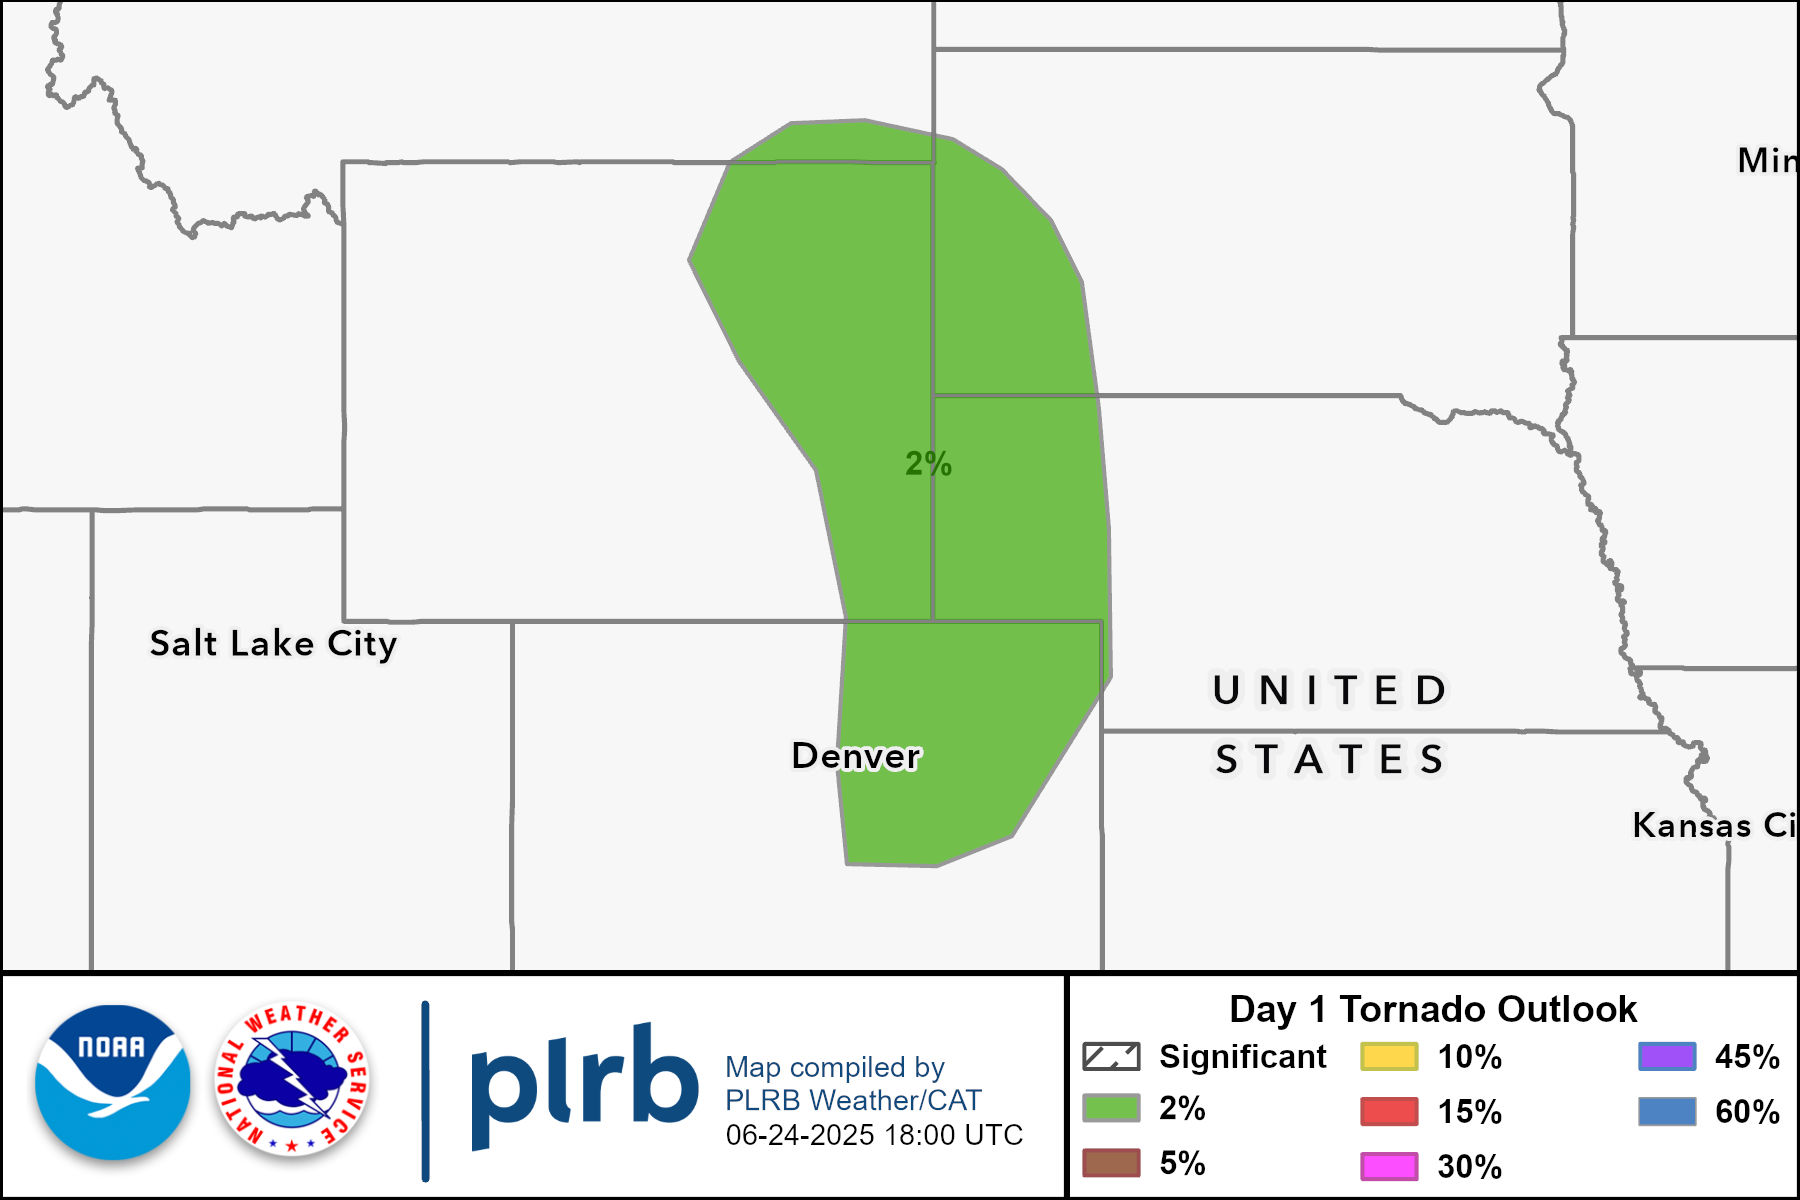 Min
2%
Salt Lake City
UNITED
STATES
Denver
Kansas Ci
NOAA
NATIONAL WEATHER SERVICE
plrb
Map compiled by
PLRB Weather/CAT
06-24-2025 18:00 UTC
Day 1 Tornado Outlook
Significant
2%
5%
10%
15%
30%
45%
60%